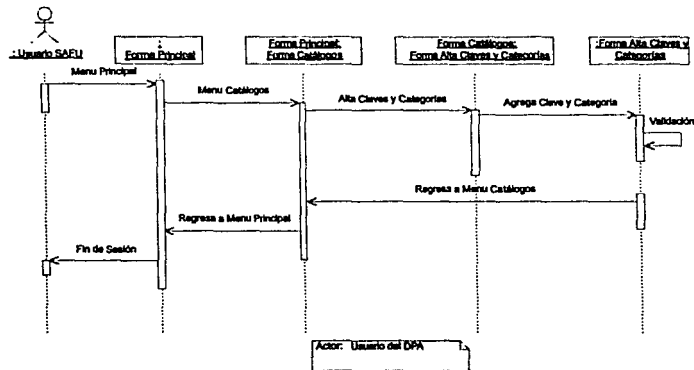 : Usuario SAFU
:
Forma Principal
Forma Principal:
Forma Catálogos
Forma Catálogos:
Forma Alta Claves y Categorías
:Forma Alta Claves y
Categorías
Menu Principal
Menu Catálogos
Alta Claves y Categorías
Agrega Clave y Categoría
Validación
Regresa a Menu Catálogos
Regresa a Menu Principal
Fin de Sesión
Actor: Usuario del DPA